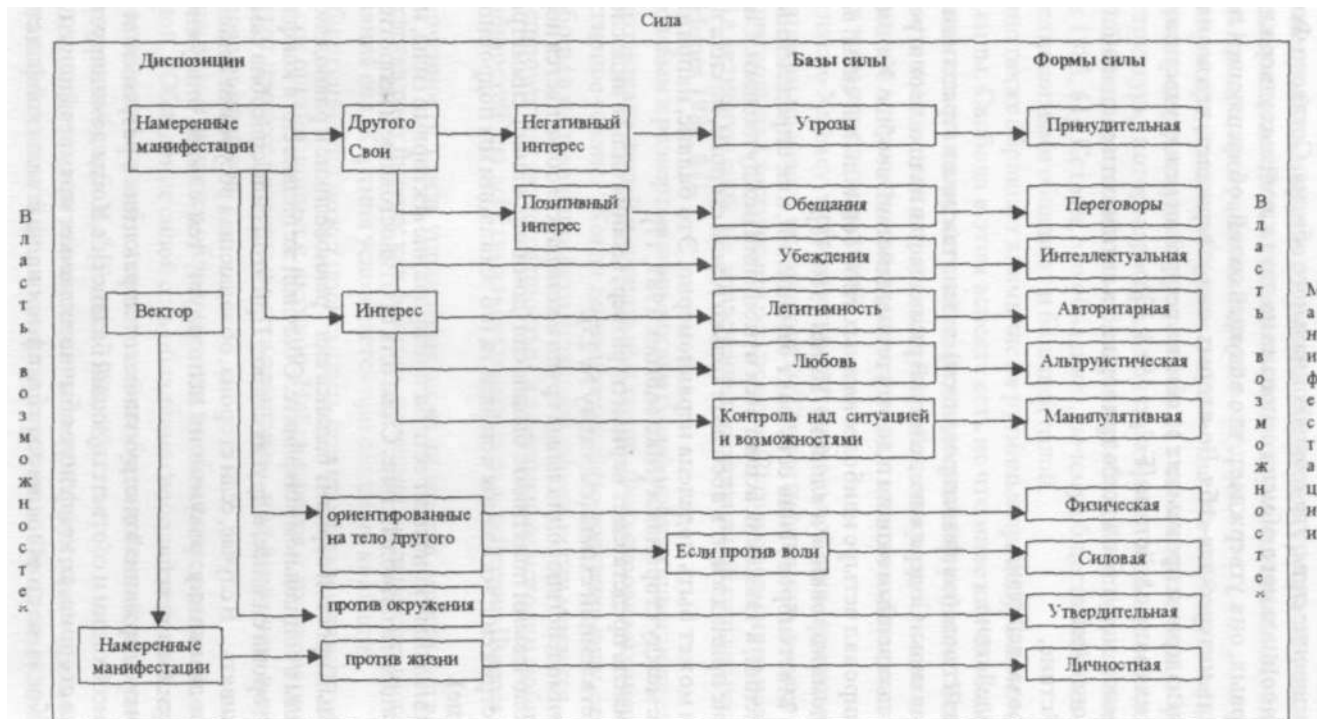 Сила
Диспозиции
Базы силы
Формы силы
Намеренные
манифестации
Другого
Свои
Негативный
интерес
Угрозы
Принудительная
Позитивный
интерес
Обещания
Переговоры
Убеждения
Интеллектуальная
Вектор
Интерес
Легитимность
Авторитарная
Любовь
Альтруистическая
Контроль над ситуацией
и возможностями
Манипулятивная
ориентированные
на тело другого
Физическая
Если против воли
Силовая
против окружения
Утвердительная
Намеренные
манифестации
против жизни
Личностная
Власть возможностей
Власть возможностей
Манифестации